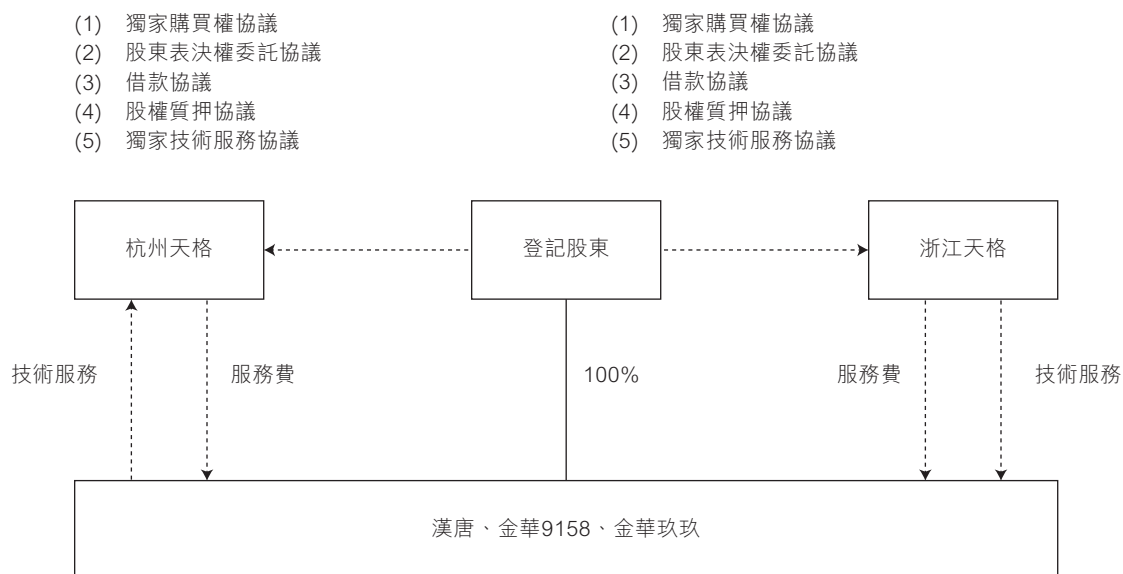 (1) 獨家購買權協議
(2) 股東表決權委託協議
(3) 借款協議
(4) 股權質押協議
(5) 獨家技術服務協議
(1) 獨家購買權協議
(2) 股東表決權委託協議
(3) 借款協議
(4) 股權質押協議
(5) 獨家技術服務協議
杭州天格
登記股東
浙江天格
技術服務
服務費
100%
服務費
技術服務
漢唐、金華9158、金華玖玖